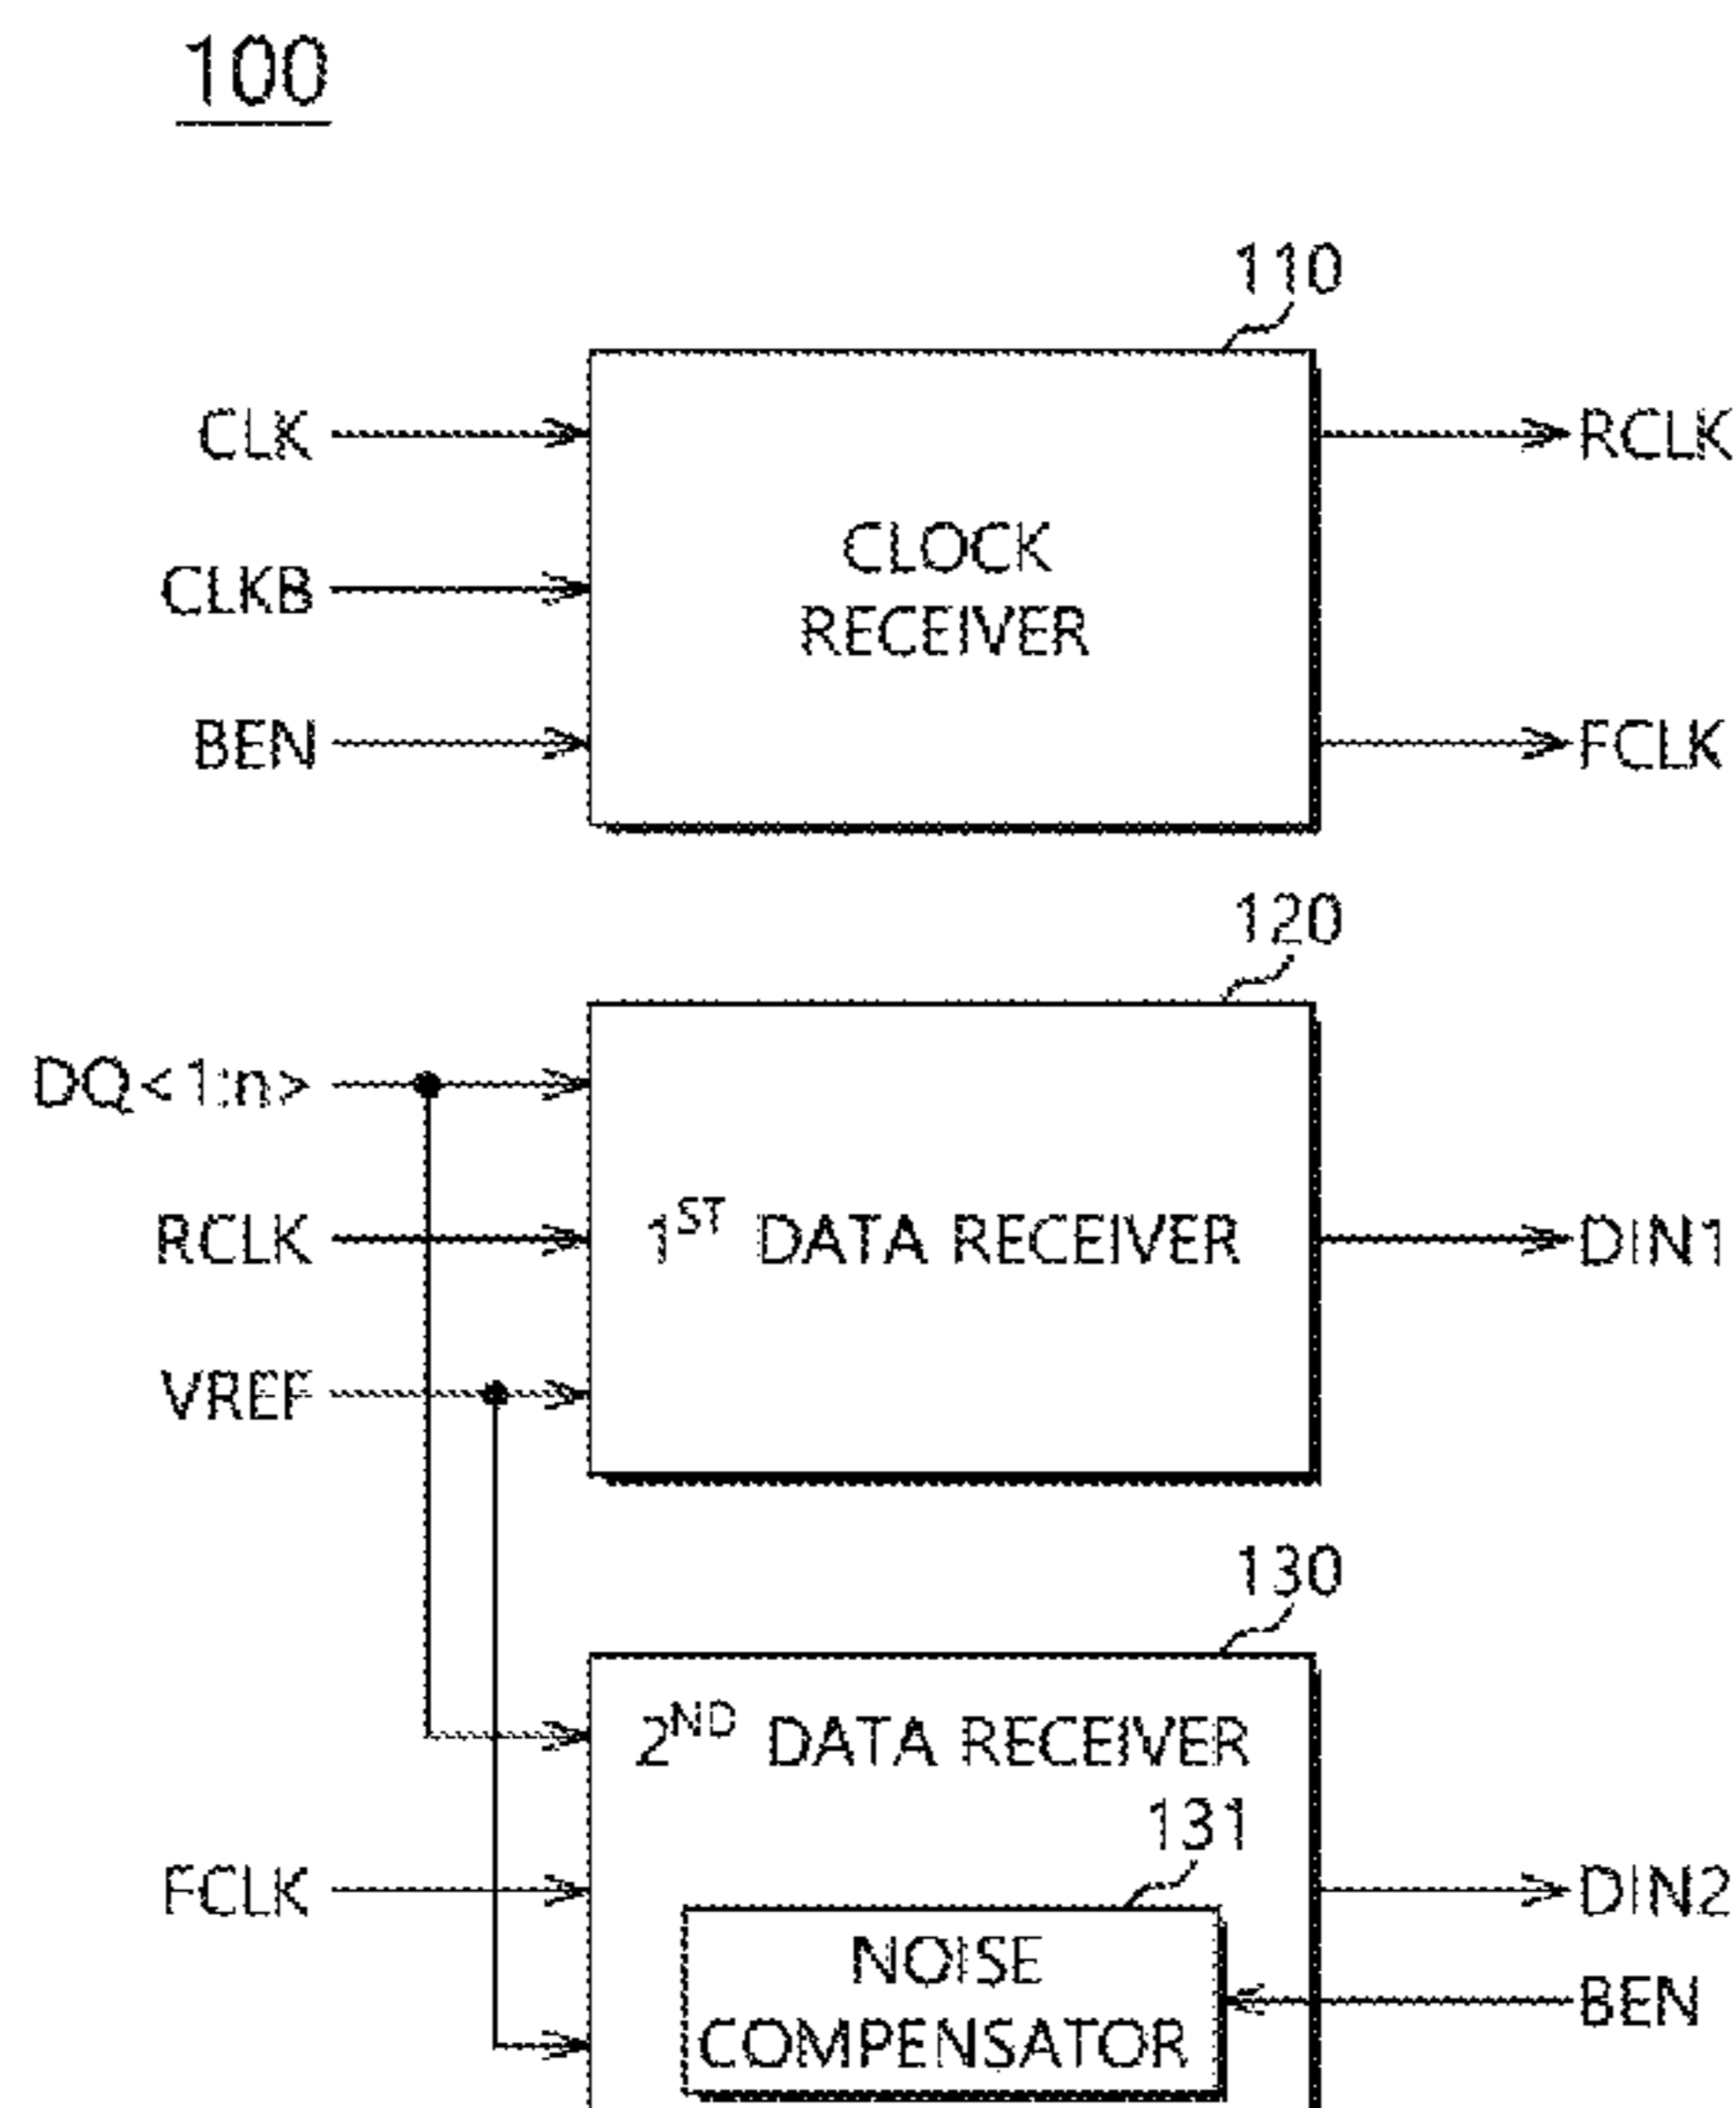 100
110
CLK
RCLK
CLOCK
RECEIVER
CLKB
BEN
FCLK
120
DQ<1:n>
RCLK
1ST DATA RECEIVER
DIN1
VREF
130
2ND DATA RECEIVER
131
FCLK
DIN2
NOISE
COMPENSATOR
BEN